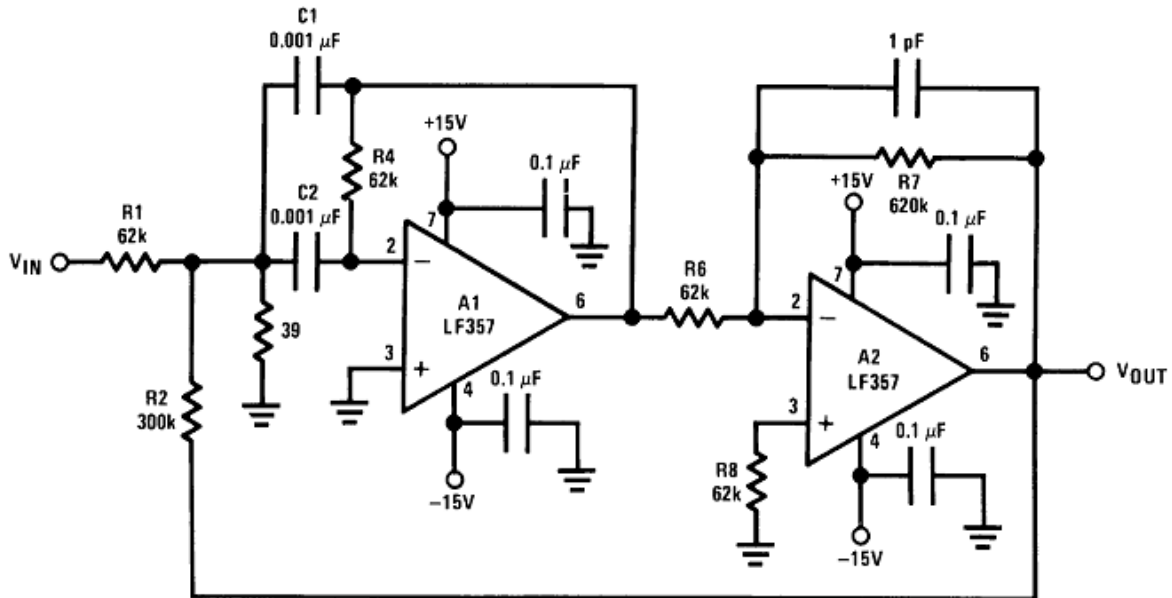 C1
0.001 μF
1 pF
+15V
R4
62k
0.1 μF
R7
620k
+15V
C2
0.001 μF
0.1 μF
R1
62k
7
VIN
2
−
A1
LF357
6
R6
62k
7
2
−
39
3
+
4
0.1 μF
A2
LF357
6
VOUT
R2
300k
3
+
4
0.1 μF
−15V
R8
62k
−15V